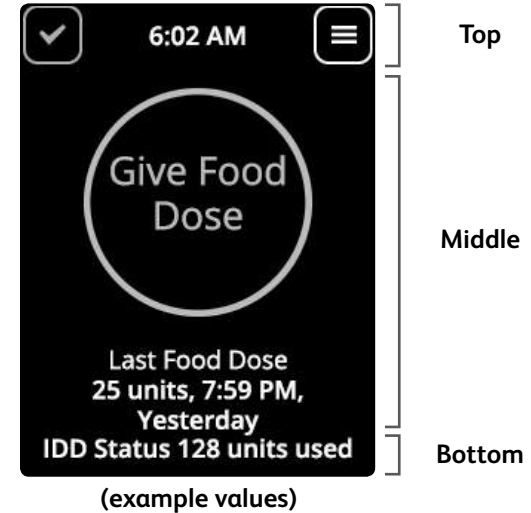 6:02 AM
Top
Give Food
Dose
Middle
Last Food Dose
25 units, 7:59 PM,
Yesterday
IDD Status 128 units used
Bottom
(example values)